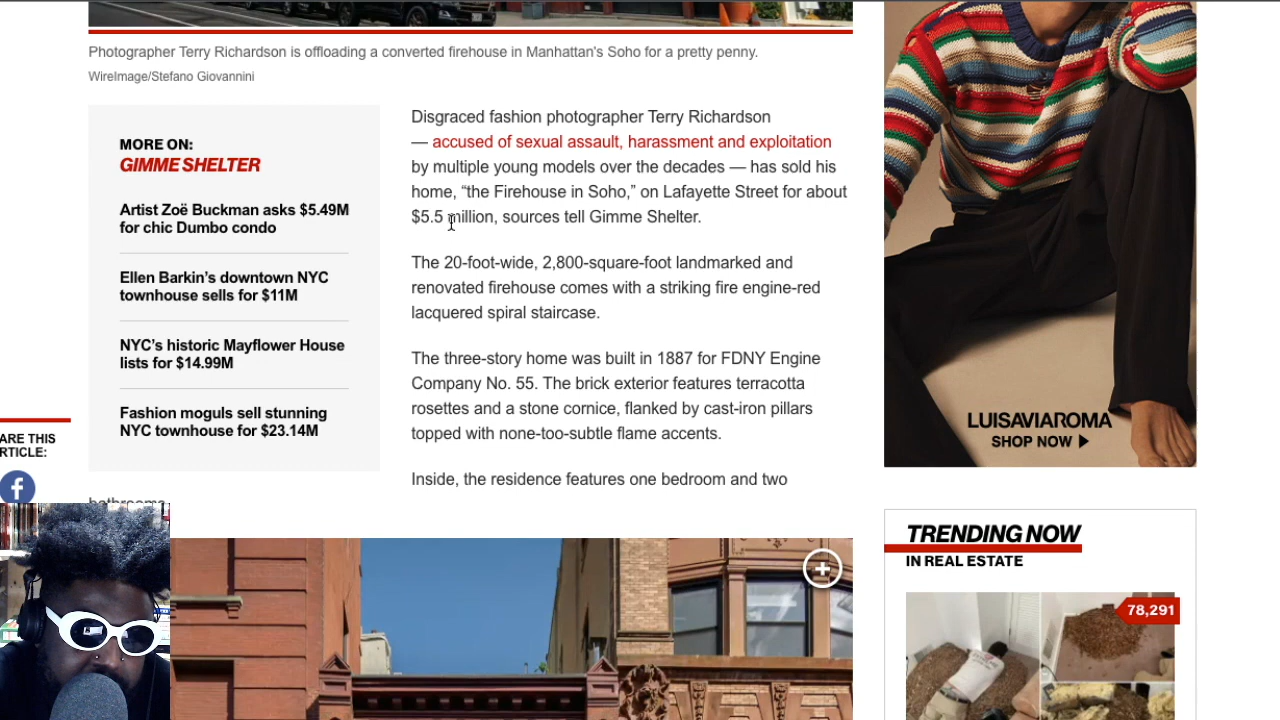 Photographer Terry Richardson is offloading a converted firehouse in Manhattan's Soho for a pretty penny.
WireImage/Stefano Giovannini
MORE ON:
GIMME SHELTER
Artist Zoë Buckman asks $5.49M
for chic Dumbo condo
Ellen Barkin's downtown NYC
townhouse sells for $11M
NYC's historic Mayflower House
lists for $14.99M
Fashion moguls sell stunning
NYC townhouse for $23.14M
ARE THIS
RTICLE:
Disgraced fashion photographer Terry Richardson
— accused of sexual assault, harassment and exploitation
by multiple young models over the decades — has sold his
home, “the Firehouse in Soho,” on Lafayette Street for about
$5.5 million, sources tell Gimme Shelter.
The 20-foot-wide, 2,800-square-foot landmarked and
renovated firehouse comes with a striking fire engine-red
lacquered spiral staircase.
The three-story home was built in 1887 for FDNY Engine
Company No. 55. The brick exterior features terracotta
rosettes and a stone cornice, flanked by cast-iron pillars
topped with none-too-subtle flame accents.
Inside, the residence features one bedroom and two
bathrooms
LUISAVIAROMA
SHOP NOW
TRENDING NOW
IN REAL ESTATE
78,291